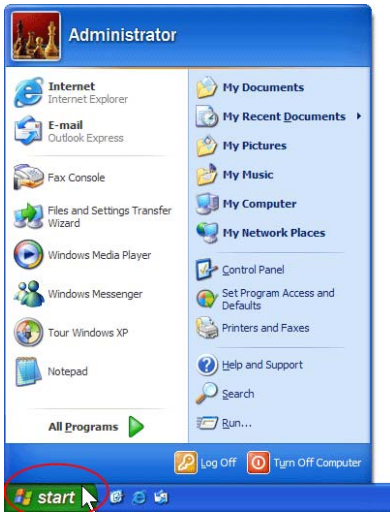 Administrator
Internet
Internet Explorer
E-mail
Outlook Express
Fax Console
Files and Settings Transfer
Wizard
Windows Media Player
Windows Messenger
Tour Windows XP
Notepad
All Programs
My Documents
My Recent Documents
My Pictures
My Music
My Computer
My Network Places
Control Panel
Set Program Access and
Defaults
Printers and Faxes
Help and Support
Search
Run...
Log Off
Turn Off Computer
start